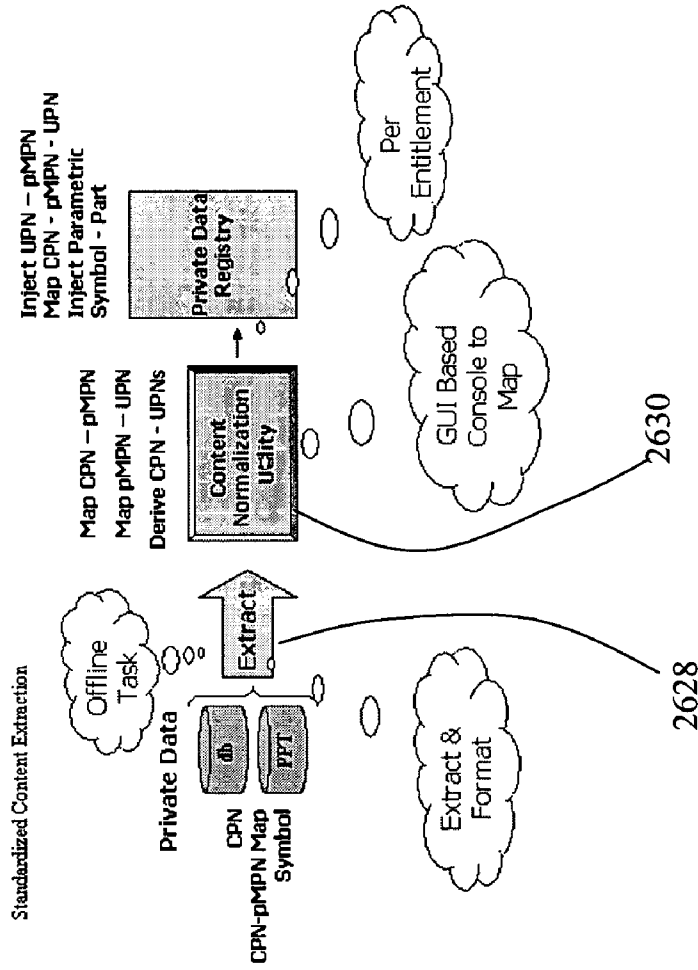 Standardized Content Extraction
Offline
Task
Private Data
CPN
CPN-pMPN Map
Symbol
db
PPT
Extract
Extract &
Format
2628
Map CPN – pMPN
Map pMPN – UPN
Derive CPN - UPNs
Content
Normalization
Utility
GUI Based
Console to
Map
2630
Inject UPN – pMPN
Map CPN - pMPN - UPN
Inject Parametric
Symbol - Part
Private Data
Registry
Per
Entitlement